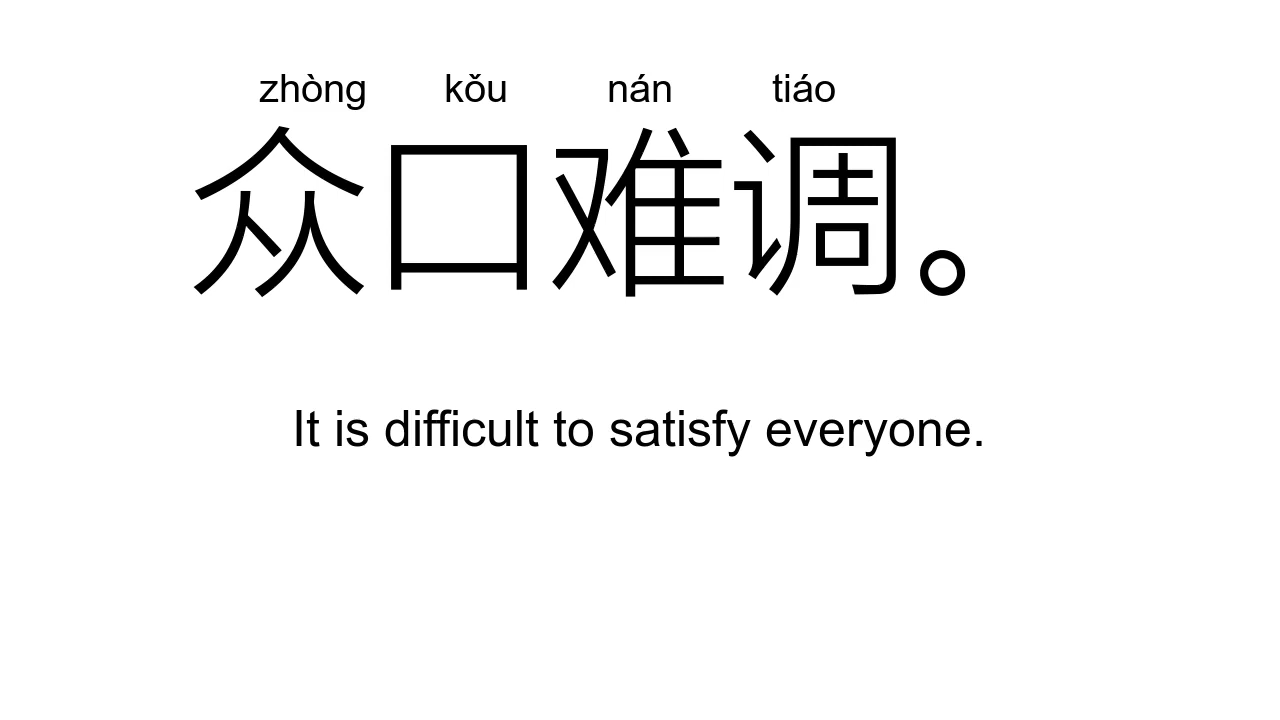 zhòng kǒu nán tiáo
众口难调。
It is difficult to satisfy everyone.